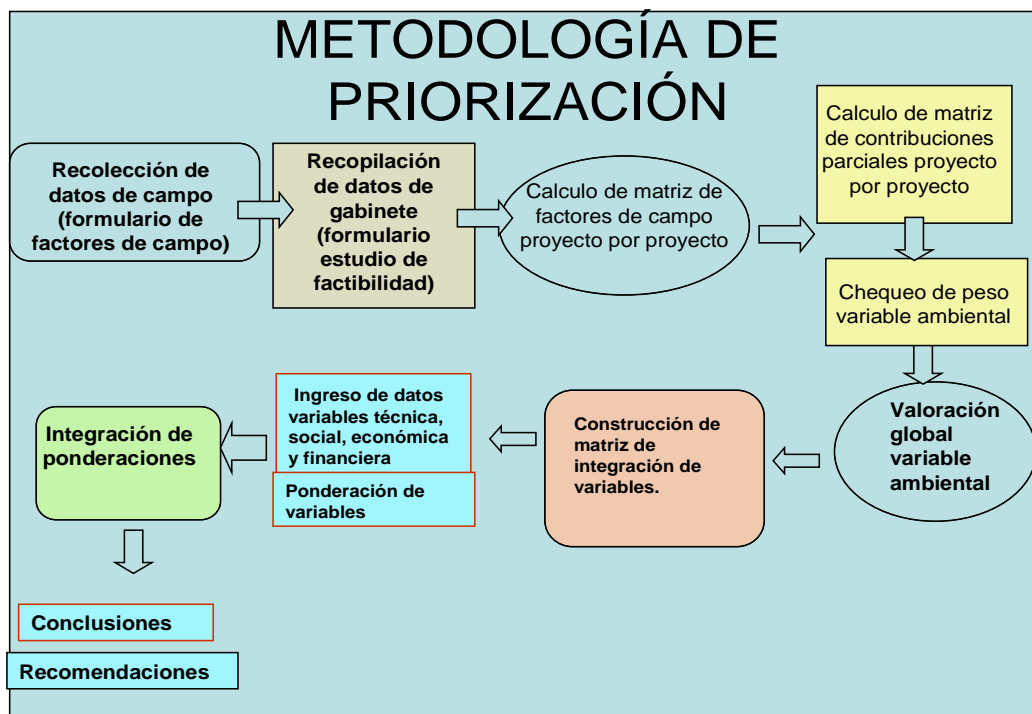 METODOLOGÍA DE
PRIORIZACIÓN
Recolección de
datos de campo
(formulario de
factores de campo)
Recopilación
de datos de
gabinete
(formulario
estudio de
factibilidad)
Calculo de matriz de
factores de campo
proyecto por proyecto
Calculo de matriz
de contribuciones
parciales proyecto
por proyecto
Chequeo de peso
variable ambiental
Valoración
global
variable
ambiental
Construcción de
matriz de
integración de
variables.
Ingreso de datos
variables técnica,
social, económica
y financiera
Ponderación de
variables
Integración de
ponderaciones
Conclusiones
Recomendaciones